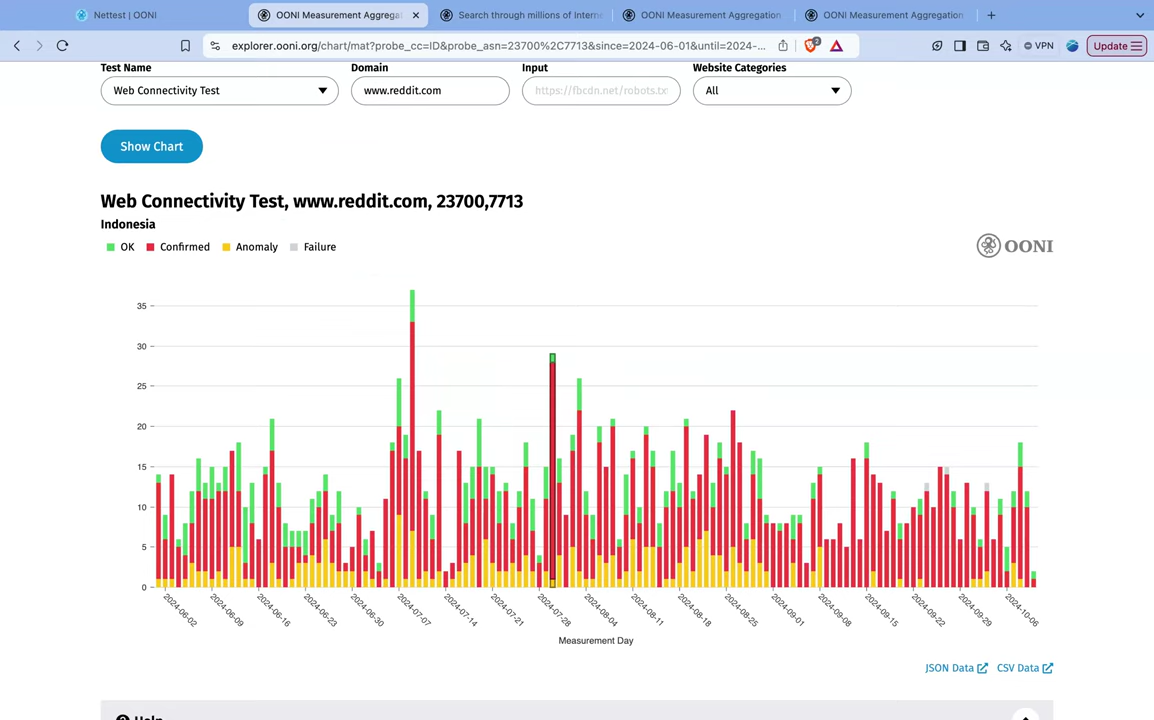 Nettest | OONI
OONI Measurement Aggrega
Search through millions of Intern
OONI Measurement Aggregation
OONI Measurement Aggregation
explorer.ooni.org/chart/mat?probe_cc=ID&probe_asn=23700%2C7713&since=2024-06-01&until=2024-...
2
VPN
Update
Test Name
Domain
Input
Website Categories
Web Connectivity Test
www.reddit.com
https://fbcdn.net/robots.tx
All
Show Chart
Web Connectivity Test, www.reddit.com, 23700,7713
Indonesia
OK
Confirmed
Anomaly
Failure
OONI
35
30
25
20
15
10
5
0
2024-06-02
2024-06-09
2024-06-16
2024-06-23
2024-06-30
2024-07-07
2024-07-14
2024-07-21
2024-07-28
2024-08-04
2024-08-11
2024-08-18
2024-08-25
2024-09-01
2024-09-08
2024-09-15
2024-09-22
2024-09-29
2024-10-06
Measurement Day
JSON Data
CSV Data
Help